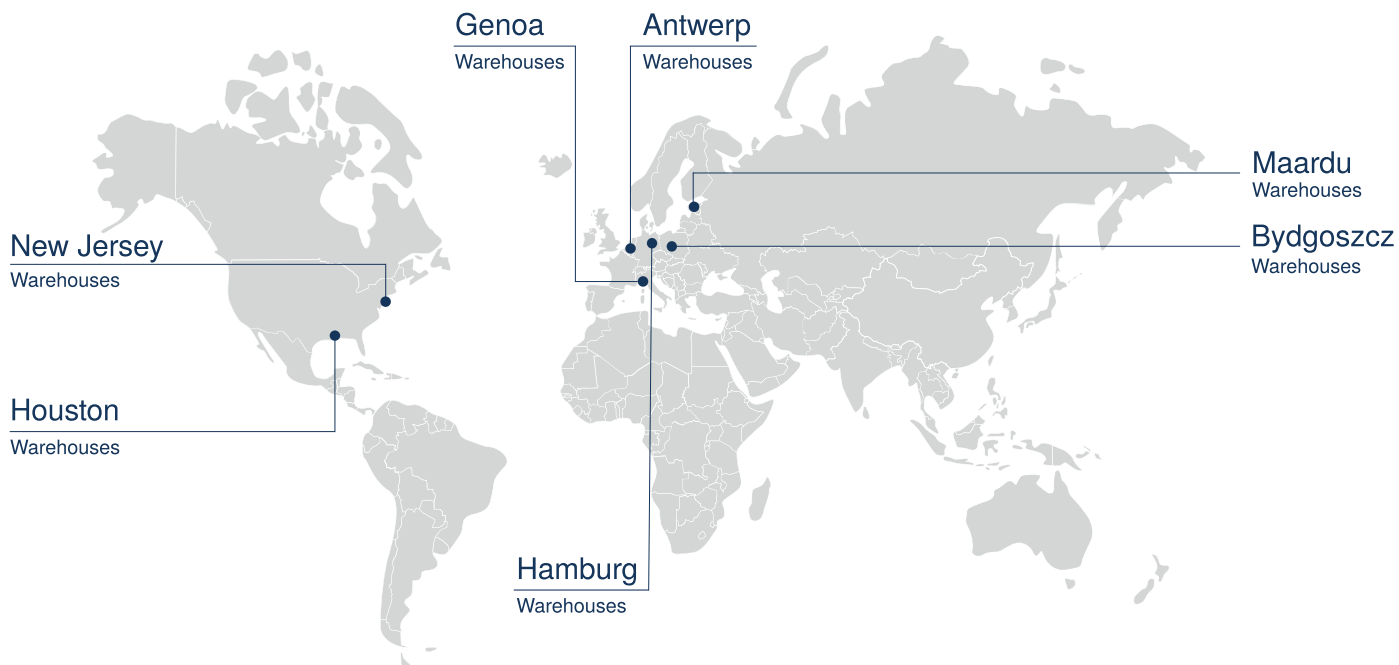 Genoa
Warehouses
Antwerp
Warehouses
Maardu
Warehouses
Bydgoszcz
Warehouses
New Jersey
Warehouses
Houston
Warehouses
Hamburg
Warehouses